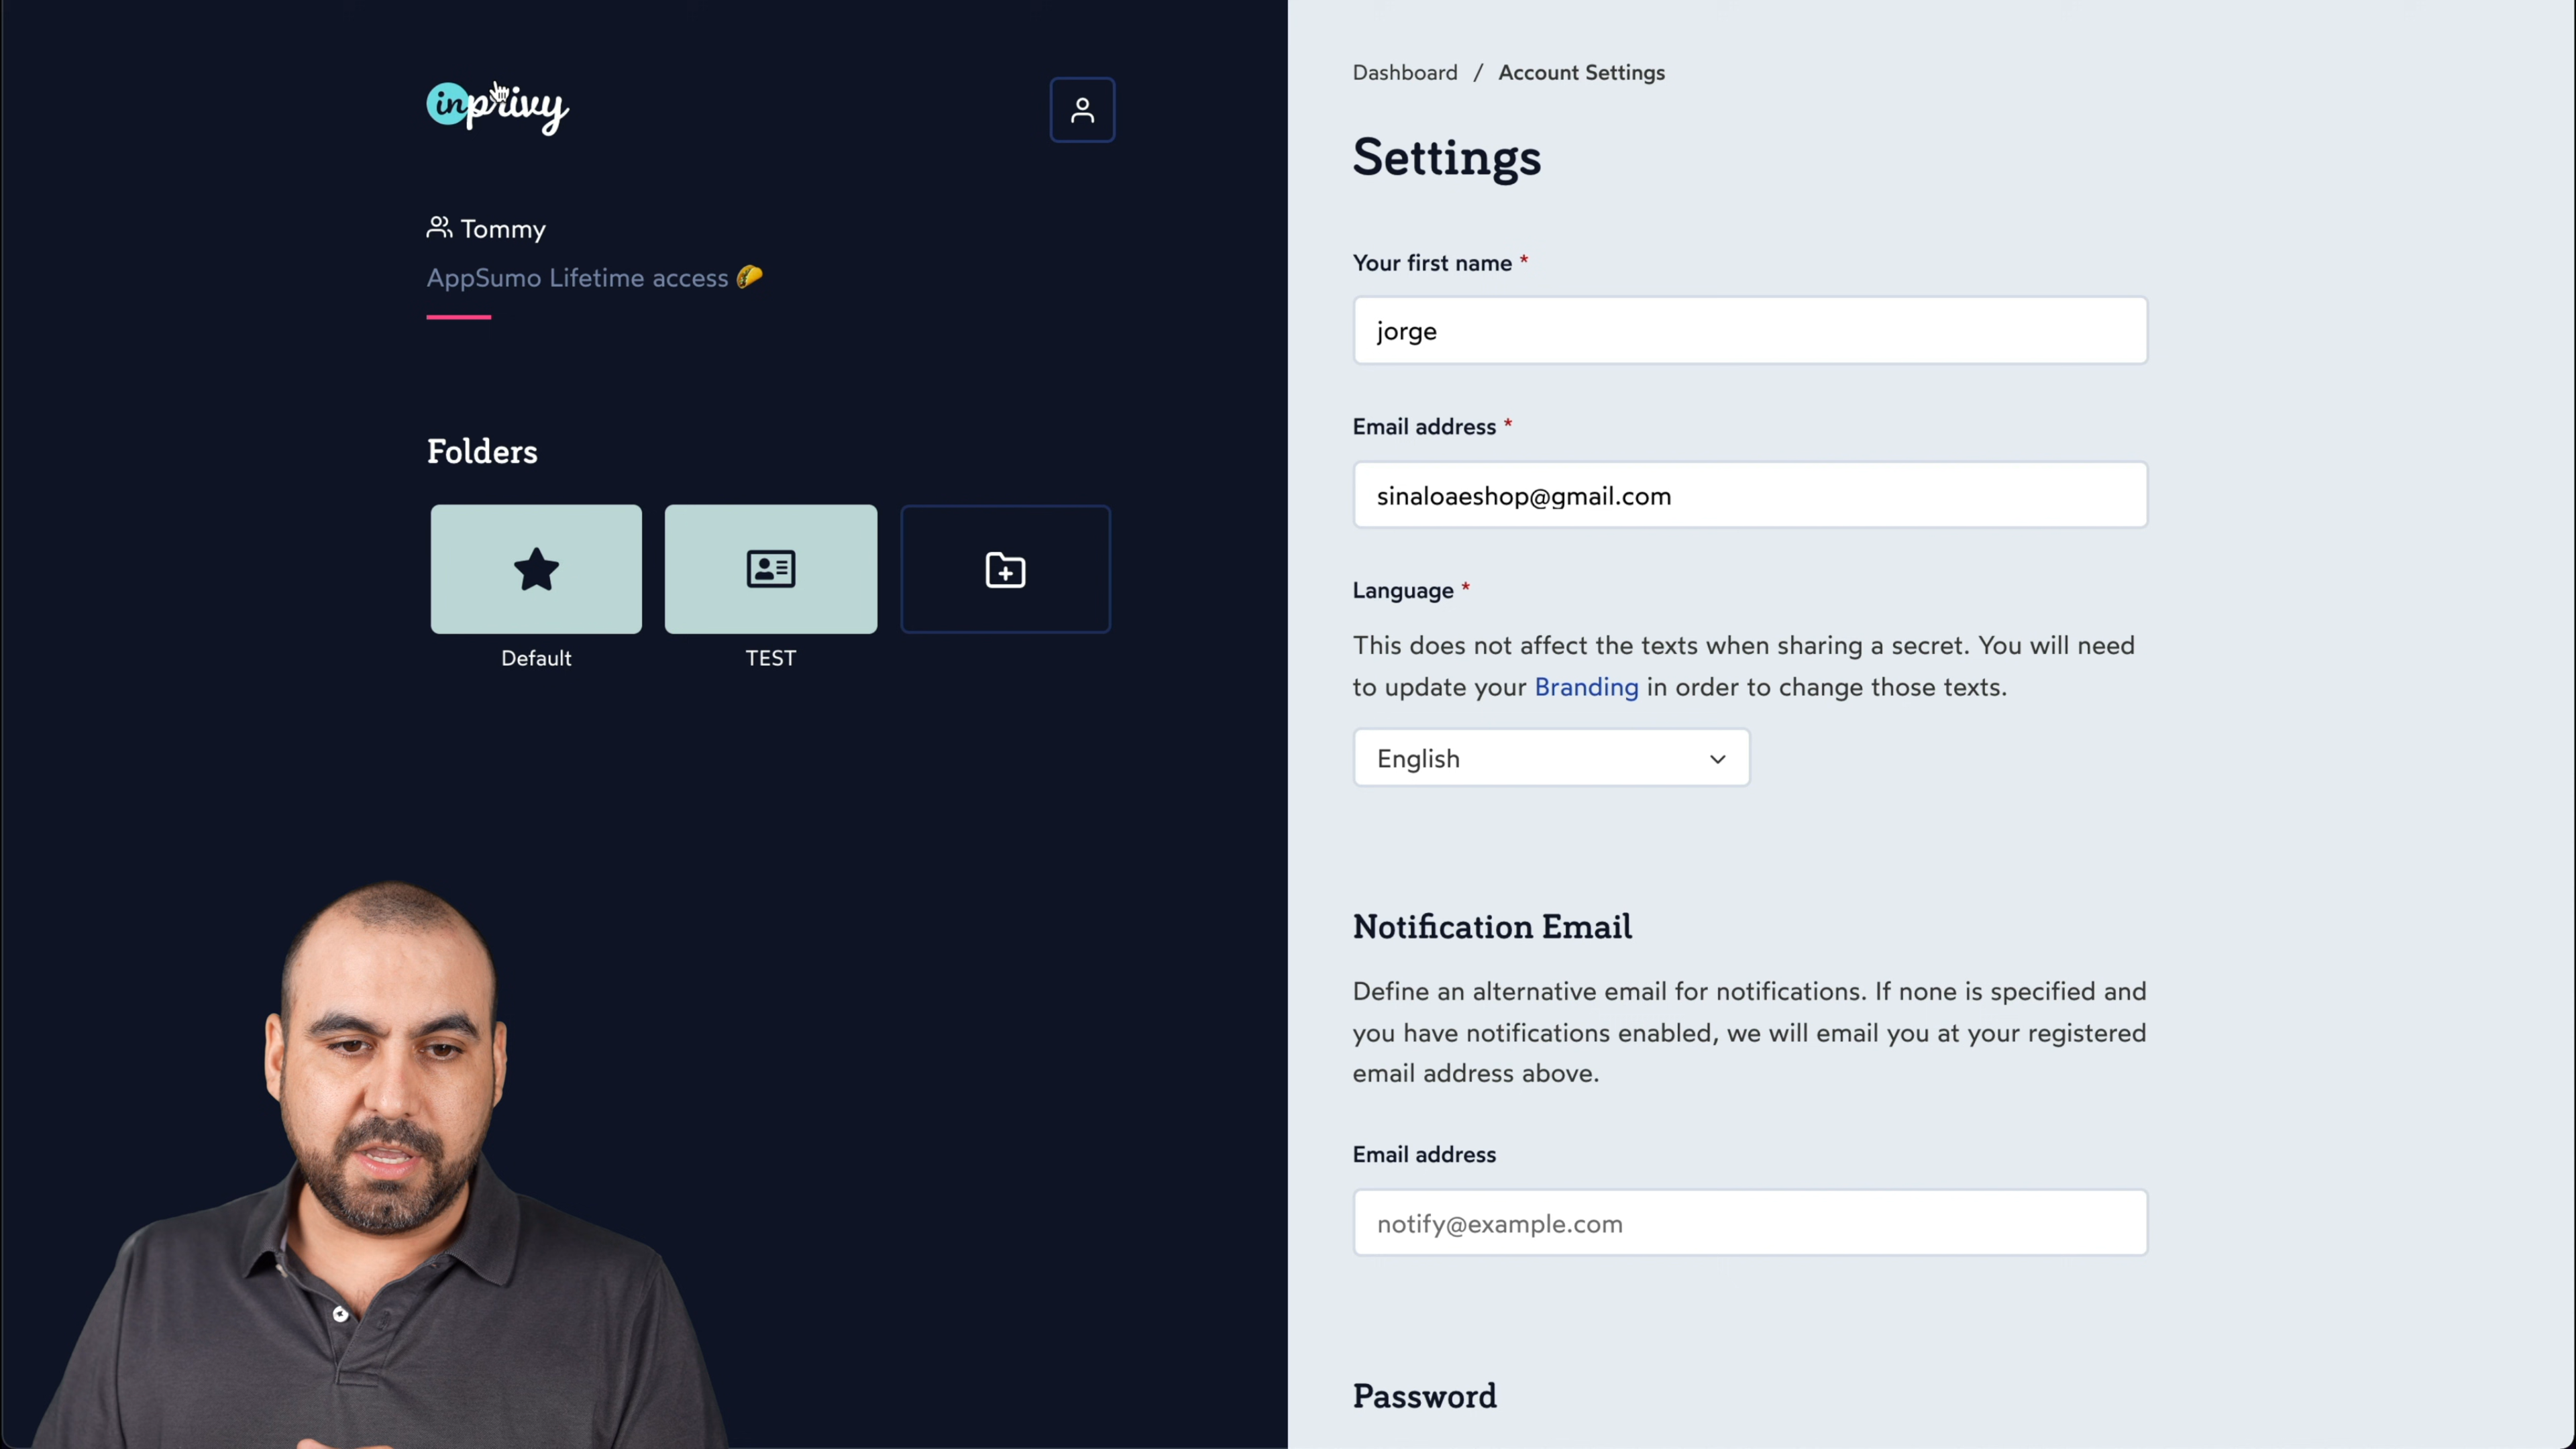 inprivy
Tommy
AppSumo Lifetime access 🌮
Folders
Default
TEST
Dashboard / Account Settings
Settings
Your first name *
jorge
Email address *
sinaloaeshop@gmail.com
Language *
This does not affect the texts when sharing a secret. You will need
to update your Branding in order to change those texts.
English
Notification Email
Define an alternative email for notifications. If none is specified and
you have notifications enabled, we will email you at your registered
email address above.
Email address
notify@example.com
Password